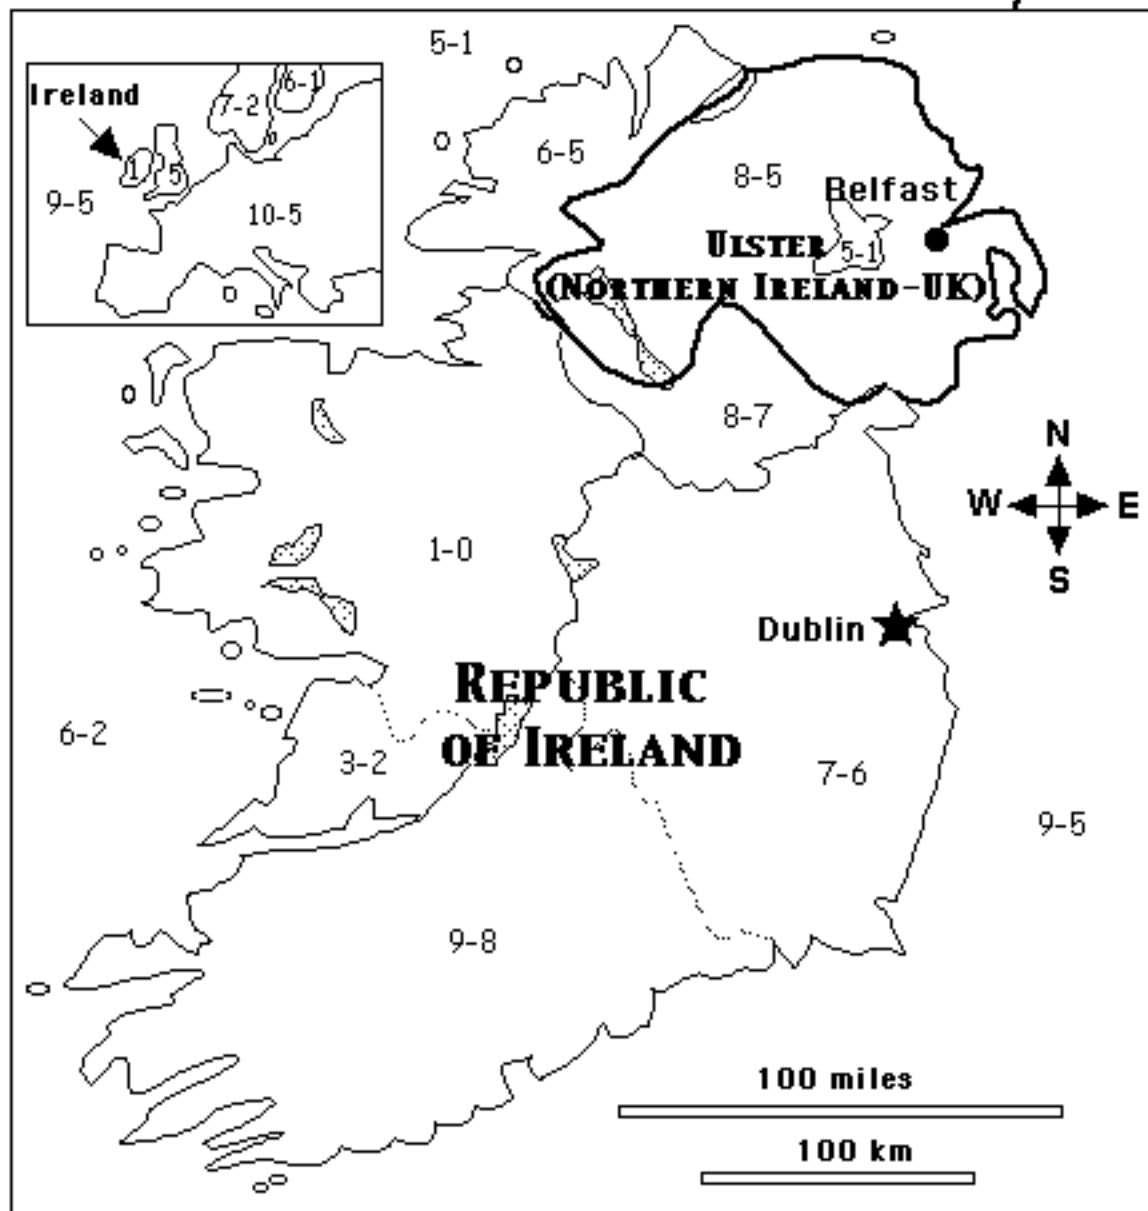 5-1
Ireland
7-2
6-1
1
5
9-5
10-5
6-5
8-5
Belfast
ULSTER
5-1
(NORTHERN IRELAND-UK)
8-7
N
W E
S
1-0
Dublin
REPUBLIC
OF IRELAND
6-2
3-2
7-6
9-5
9-8
100 miles
100 km